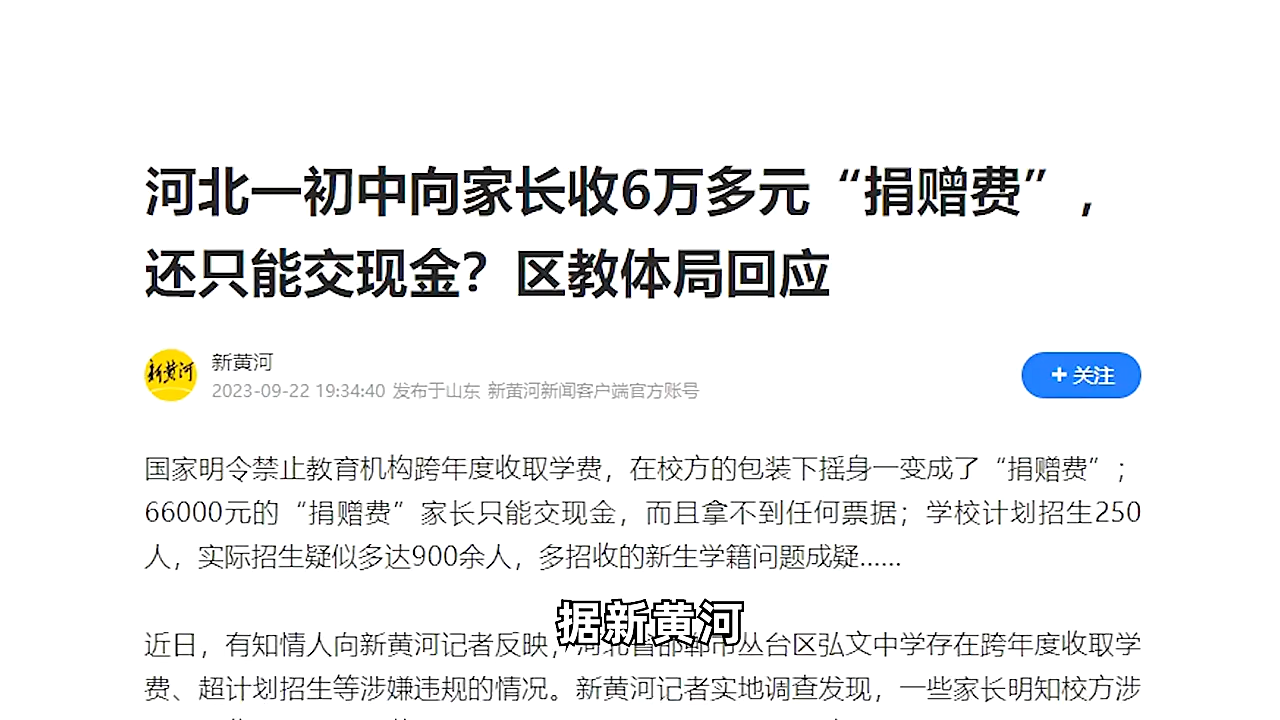 河北一初中向家长收6万多元“捐赠费”，
还只能交现金？区教体局回应
新黄河
新黄河
2023-09-22 19:34:40 发布于山东 新黄河新闻客户端官方账号
+ 关注
国家明令禁止教育机构跨年度收取学费，在校方的包装下摇身一变成了“捐赠费”；
66000元的“捐赠费”家长只能交现金，而且拿不到任何票据；学校计划招生250
人，实际招生疑似多达900余人，多招收的新生学籍问题成疑……
据新黄河
近日，有知情人向新黄河记者反映，河北省邯郸市丛台区弘文中学存在跨年度收取学
费、超计划招生等涉嫌违规的情况。新黄河记者实地调查发现，一些家长明知校方涉